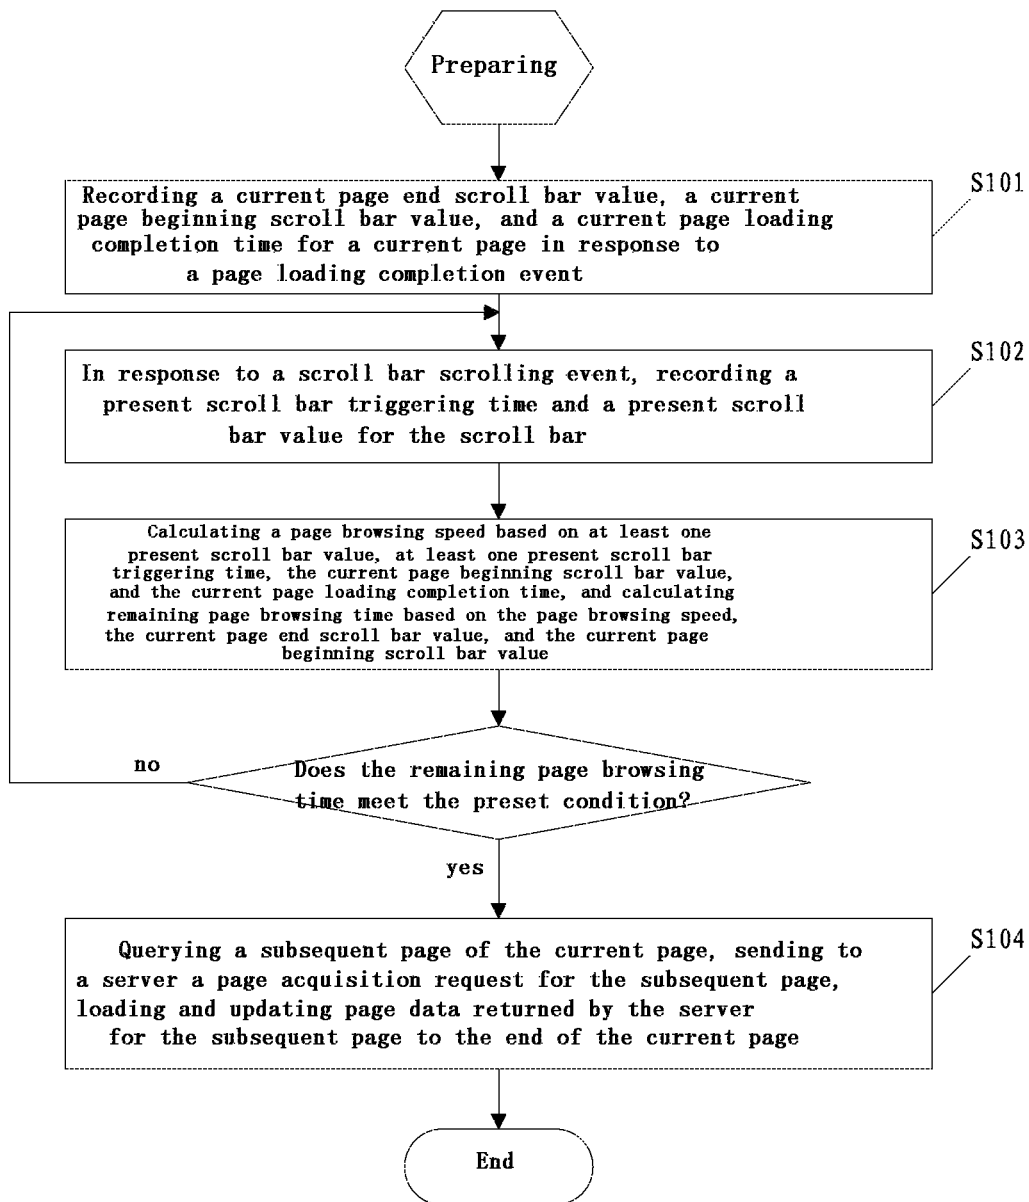 Preparing
S101
Recording a current page end scroll bar value, a current
page beginning scroll bar value, and a current page loading
completion time for a current page in response to
a page loading completion event
S102
In response to a scroll bar scrolling event, recording a
present scroll bar triggering time and a present scroll
bar value for the scroll bar
S103
Calculating a page browsing speed based on at least one
present scroll bar value, at least one present scroll bar
triggering time, the current page beginning scroll bar value,
and the current page loading completion time, and calculating
remaining page browsing time based on the page browsing speed,
the current page end scroll bar value, and the current page
beginning scroll bar value
no
Does the remaining page browsing
time meet the preset condition?
yes
S104
Querying a subsequent page of the current page, sending to
a server a page acquisition request for the subsequent page,
loading and updating page data returned by the server
for the subsequent page to the end of the current page
End